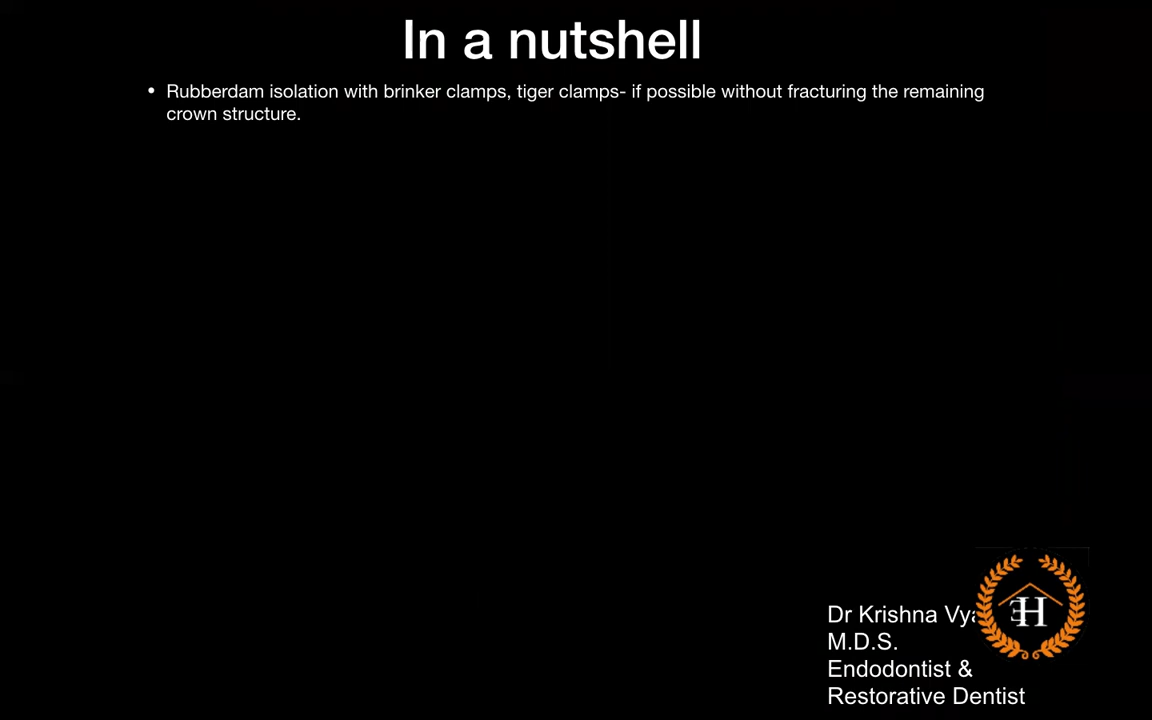 In a nutshell
• Rubberdam isolation with brinker clamps, tiger clamps- if possible without fracturing the remaining
crown structure.
Dr Krishna
M.D.S.
Endodontist &
Restorative Dentist
EH